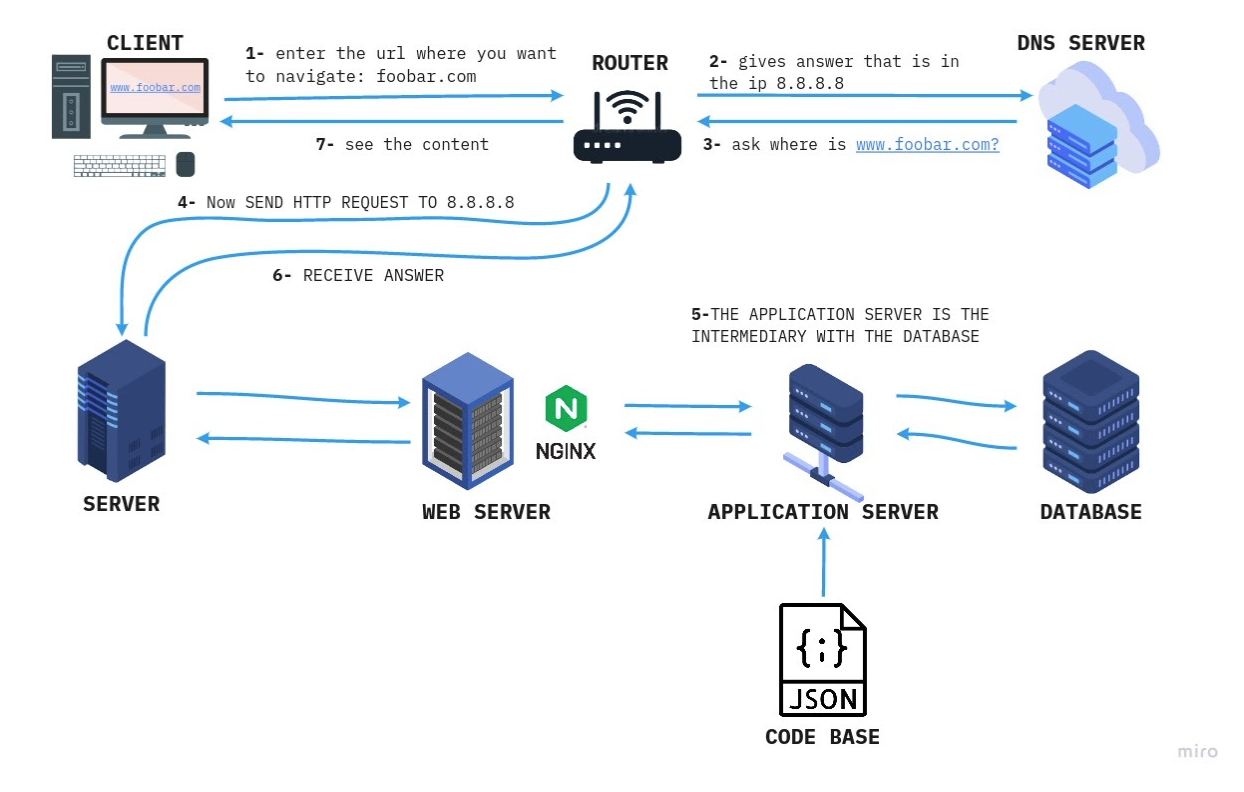 CLIENT
www.foobar.com
1- enter the url where you want
to navigate: foobar.com
ROUTER
DNS SERVER
2- gives answer that is in
the ip 8.8.8.8
7- see the content
3- ask where is www.foobar.com?
4- Now SEND HTTP REQUEST TO 8.8.8.8
6- RECEIVE ANSWER
5-THE APPLICATION SERVER IS THE
INTERMEDIARY WITH THE DATABASE
N
NGINX
SERVER
WEB SERVER
APPLICATION SERVER
DATABASE
{;}
JSON
CODE BASE
miro